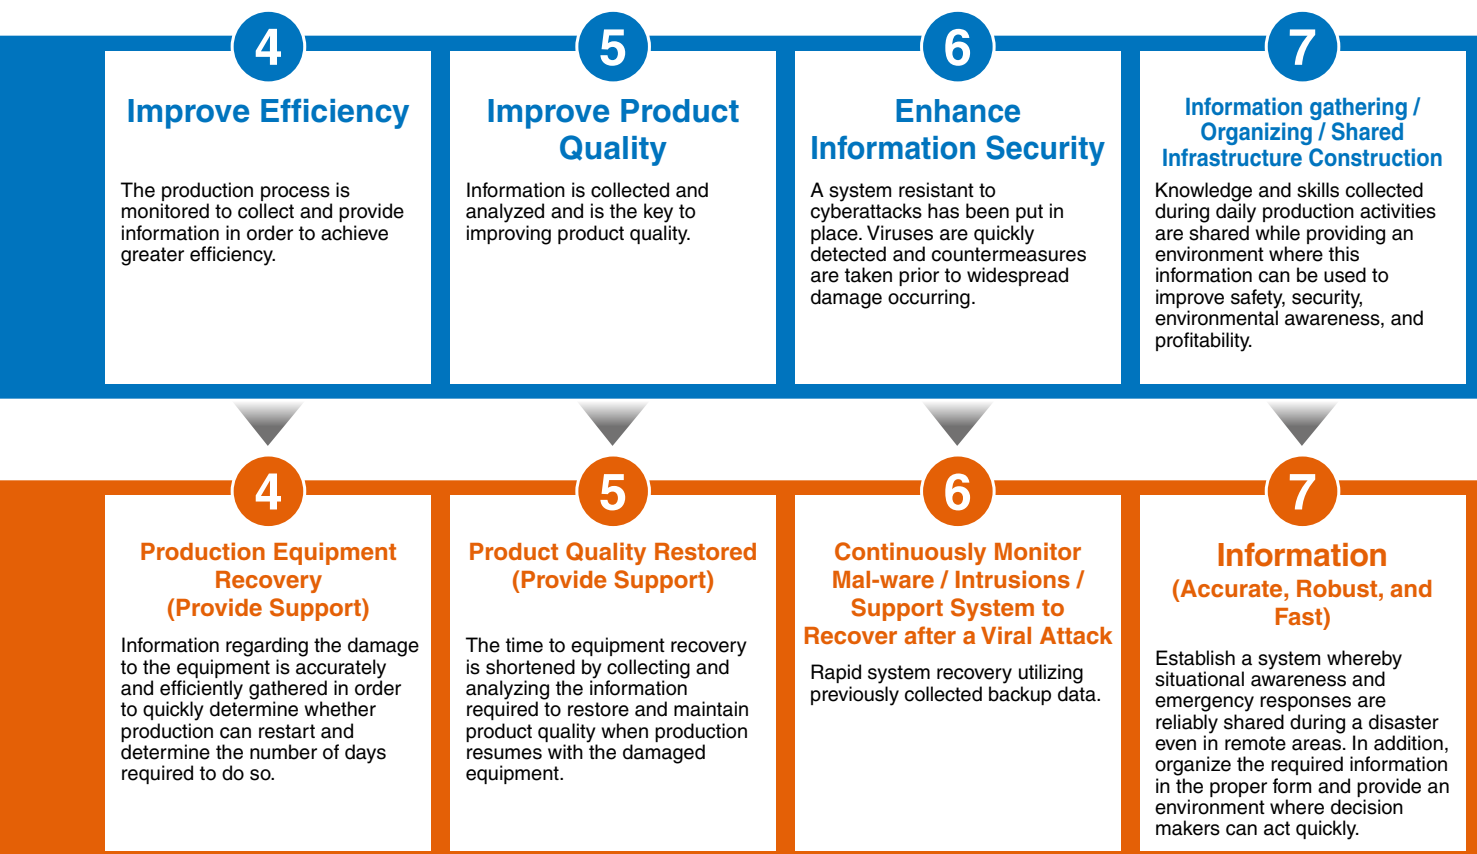 4
Improve Efficiency
The production process is
monitored to collect and provide
information in order to achieve
greater efficiency.
5
Improve Product
Quality
Information is collected and
analyzed and is the key to
improving product quality.
6
Enhance
Information Security
A system resistant to
cyberattacks has been put in
place. Viruses are quickly
detected and countermeasures
are taken prior to widespread
damage occurring.
7
Information gathering /
Organizing / Shared
Infrastructure Construction
Knowledge and skills collected
during daily production activities
are shared while providing an
environment where this
information can be used to
improve safety, security,
environmental awareness, and
profitability.
4
Production Equipment
Recovery
(Provide Support)
Information regarding the damage
to the equipment is accurately
and efficiently gathered in order
to quickly determine whether
production can restart and
determine the number of days
required to do so.
5
Product Quality Restored
(Provide Support)
The time to equipment recovery
is shortened by collecting and
analyzing the information
required to restore and maintain
product quality when production
resumes with the damaged
equipment.
6
Continuously Monitor
Mal-ware / Intrusions /
Support System to
Recover after a Viral Attack
Rapid system recovery utilizing
previously collected backup data.
7
Information
(Accurate, Robust, and
Fast)
Establish a system whereby
situational awareness and
emergency responses are
reliably shared during a disaster
even in remote areas. In addition,
organize the required information
in the proper form and provide an
environment where decision
makers can act quickly.